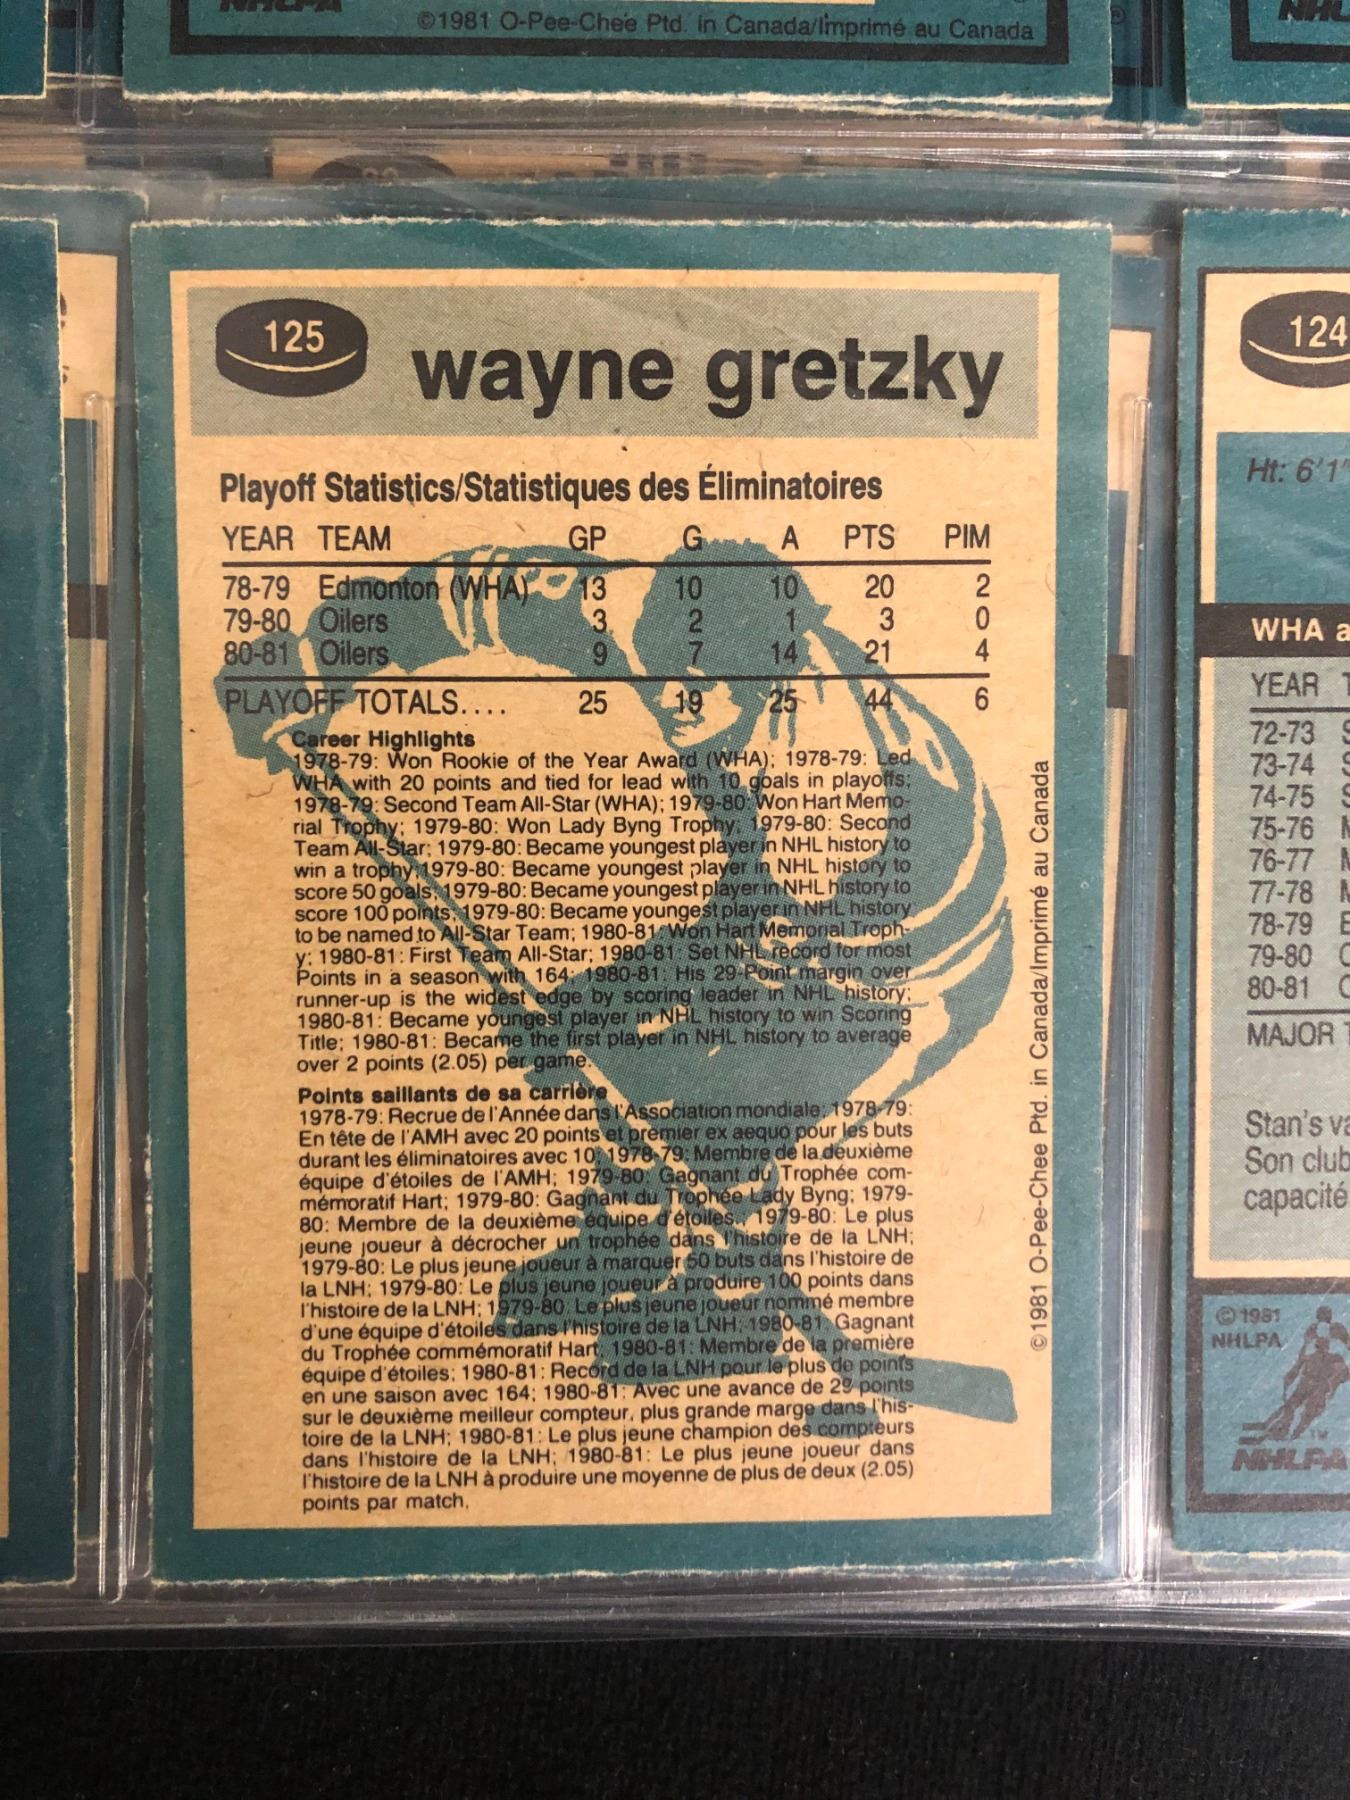 ©1981 O-Pee-Chee Ptd. in Canada/Imprimé au Canada
125
wayne gretzky
Playoff Statistics/Statistiques des Éliminatoires
YEAR TEAM GP G A PTS PIM
78-79 Edmonton (WHA) 13 10 10 20 2
79-80 Oilers 3 2 1 3 0
80-81 Oilers 9 7 14 21 4
PLAYOFF TOTALS.... 25 19 25 44 6
Career Highlights
1978-79: Won Rookie of the Year Award (WHA); 1978-79: Led
WHA with 20 points and tied for lead with 10 goals in playoffs;
1978-79: Second Team All-Star (WHA); 1979-80: Won Hart Memo-
rial Trophy; 1979-80: Won Lady Byng Trophy; 1979-80: Second
Team All-Star; 1979-80: Became youngest player in NHL history to
win a trophy; 1979-80: Became youngest player in NHL history to
score 50 goals; 1979-80: Became youngest player in NHL history to
score 100 points; 1979-80: Became youngest player in NHL history
to be named to All-Star Team; 1980-81: Won Hart Memorial Troph-
y; 1980-81: First Team All-Star; 1980-81: Set NHL record for most
Points in a season with 164; 1980-81: His 29-Point margin over
runner-up is the widest edge by scoring leader in NHL history;
1980-81: Became youngest player in NHL history to win Scoring
Title; 1980-81: Became the first player in NHL history to average
over 2 points (2.05) per game.
Points saillants de sa carrière
1978-79: Recrue de l'Année dans l'Association mondiale; 1978-79:
En tête de l'AMH avec 20 points et premier ex aequo pour les buts
durant les éliminatoires avec 10; 1978-79: Membre de la deuxième
équipe d'étoiles de l'AMH; 1979-80: Gagnant du Trophée com-
mémoratif Hart; 1979-80: Gagnant du Trophée Lady Byng; 1979-
80: Membre de la deuxième équipe d'étoiles; 1979-80: Le plus
jeune joueur à décrocher un trophée dans l'histoire de la LNH;
1979-80: Le plus jeune joueur à marquer 50 buts dans l'histoire de
la LNH; 1979-80: Le plus jeune joueur à produire 100 points dans
l'histoire de la LNH; 1979-80: Le plus jeune joueur nommé membre
d'une équipe d'étoiles dans l'histoire de la LNH; 1980-81: Gagnant
du Trophée commémoratif Hart; 1980-81: Membre de la première
équipe d'étoiles; 1980-81: Record de la LNH pour le plus de points
en une saison avec 164; 1980-81: Avec une avance de 29 points
sur le deuxième meilleur compteur, plus grande marge dans l'his-
toire de la LNH; 1980-81: Le plus jeune champion des compteurs
dans l'histoire de la LNH; 1980-81: Le plus jeune joueur dans
l'histoire de la LNH à produire une moyenne de plus de deux (2.05)
points par match.
©1981 O-Pee-Chee Ptd. in Canada/Imprimé au Canada
124
Ht: 6'1"
WHA a
YEAR T
72-73 S
73-74 S
74-75 S
75-76 M
76-77 M
77-78 M
78-79 E
79-80 O
80-81 O
MAJOR T
Stan's va
Son club
capacité
© 1981
NHLPA
NHLPA